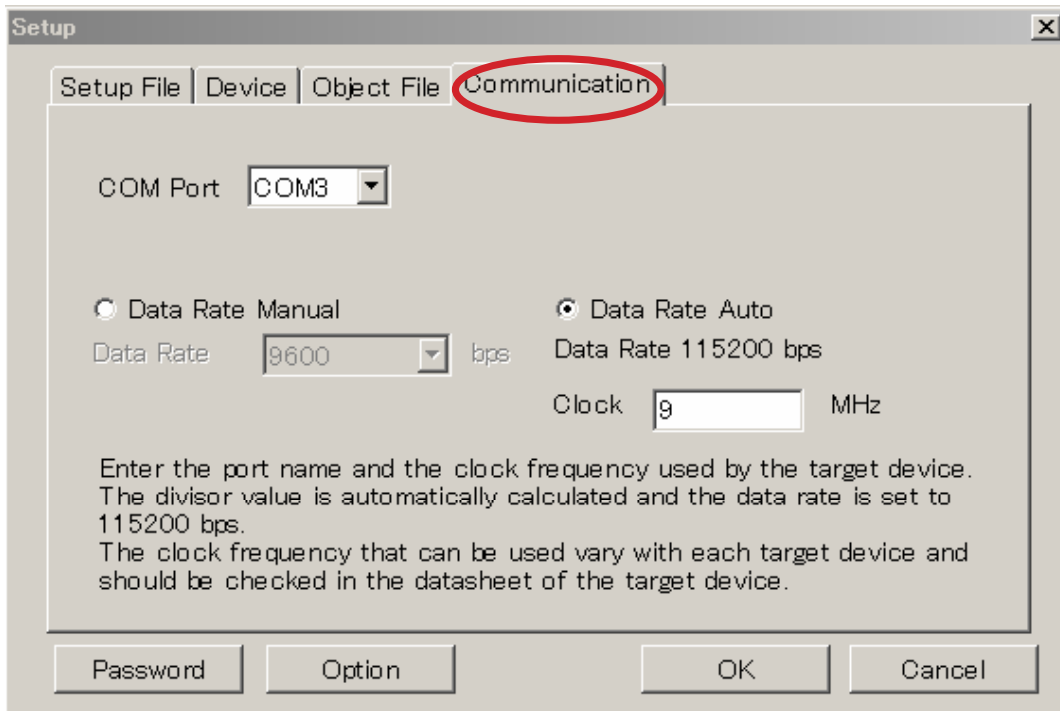 Setup
Setup File Device Object File Communication
COM Port COM3
Data Rate Manual Data Rate Auto
Data Rate 9600 bps Data Rate 115200 bps
Clock 9 MHz
Enter the port name and the clock frequency used by the target device.
The divisor value is automatically calculated and the data rate is set to
115200 bps.
The clock frequency that can be used vary with each target device and
should be checked in the datasheet of the target device.
Password Option OK Cancel